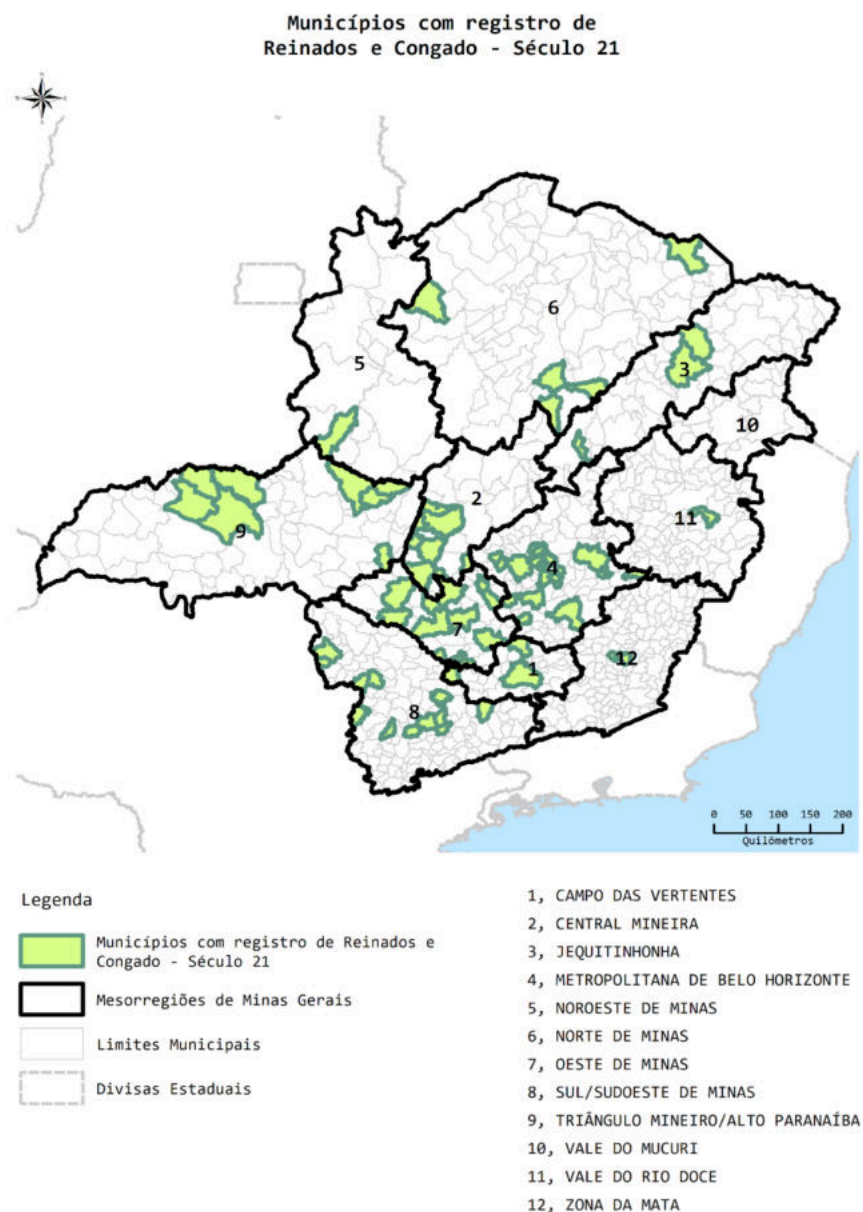 Municípios com registro de
Reinados e Congado - Século 21
6
5
3
10
2
9
11
4
7
12
1
8
0 50 100 150 200
Quilômetros
Legenda
Municípios com registro de Reinados e
Congado - Século 21
Mesorregiões de Minas Gerais
Limites Municipais
Divisas Estaduais
1, CAMPO DAS VERTENTES
2, CENTRAL MINEIRA
3, JEQUITINHONHA
4, METROPOLITANA DE BELO HORIZONTE
5, NOROESTE DE MINAS
6, NORTE DE MINAS
7, OESTE DE MINAS
8, SUL/SUDOESTE DE MINAS
9, TRIÂNGULO MINEIRO/ALTO PARANAÍBA
10, VALE DO MUCURI
11, VALE DO RIO DOCE
12, ZONA DA MATA